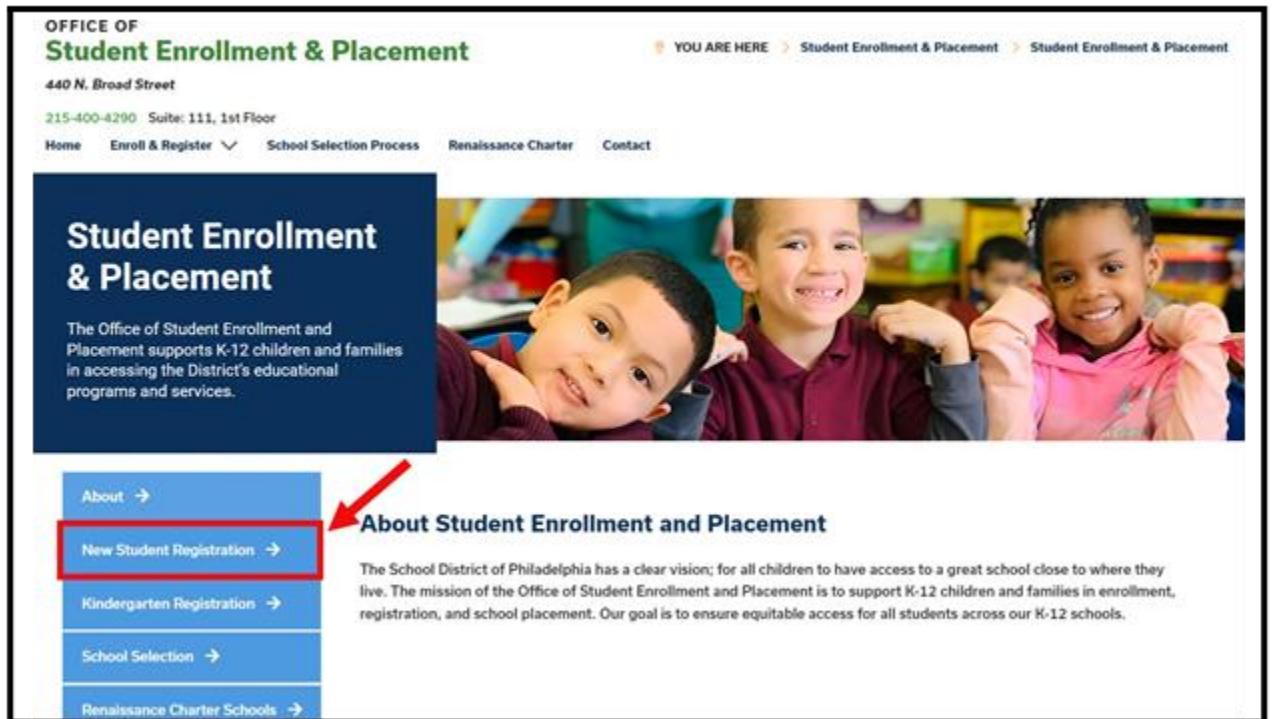 OFFICE OF
Student Enrollment & Placement
YOU ARE HERE > Student Enrollment & Placement > Student Enrollment & Placement
440 N. Broad Street
215-400-4290 Suite: 111, 1st Floor
Home Enroll & Register School Selection Process Renaissance Charter Contact
Student Enrollment
& Placement
The Office of Student Enrollment and
Placement supports K-12 children and families
in accessing the District's educational
programs and services.
About →
New Student Registration →
Kindergarten Registration →
School Selection →
Renaissance Charter Schools →
About Student Enrollment and Placement
The School District of Philadelphia has a clear vision; for all children to have access to a great school close to where they
live. The mission of the Office of Student Enrollment and Placement is to support K-12 children and families in enrollment,
registration, and school placement. Our goal is to ensure equitable access for all students across our K-12 schools.